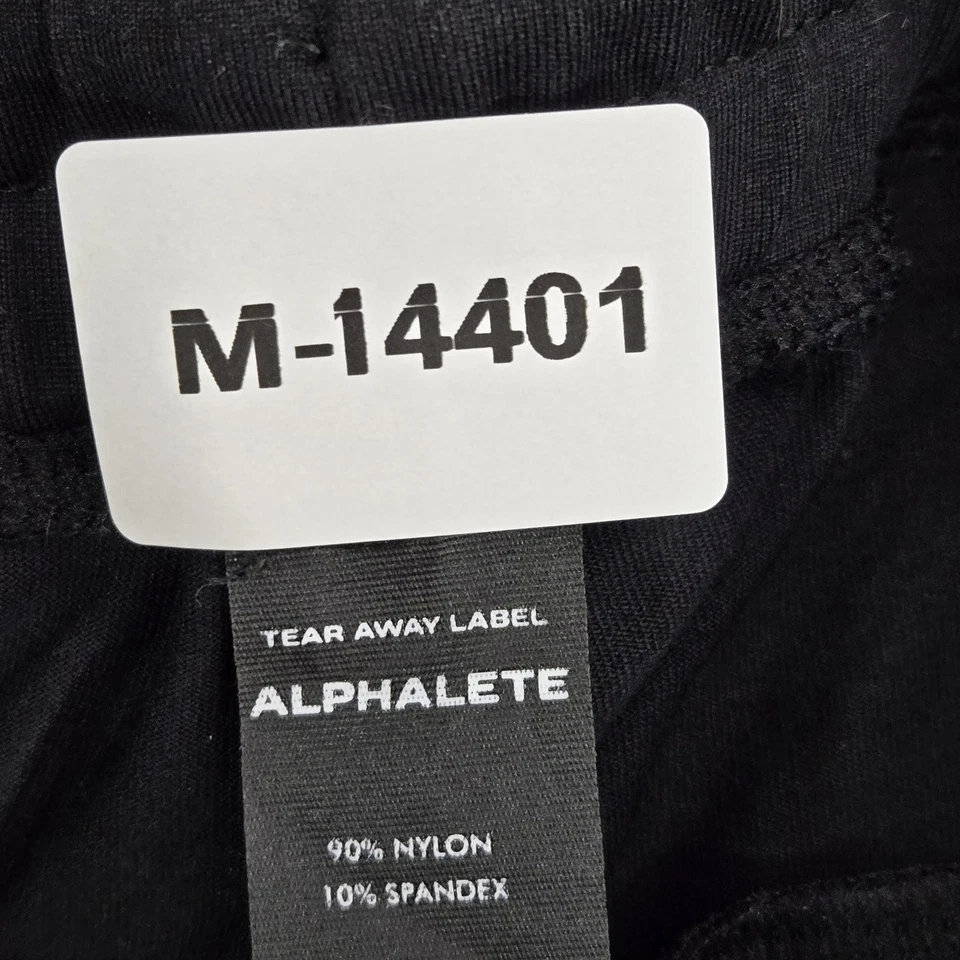 M-14401
TEAR AWAY LABEL
ALPHALETE
90% NYLON
10% SPANDEX